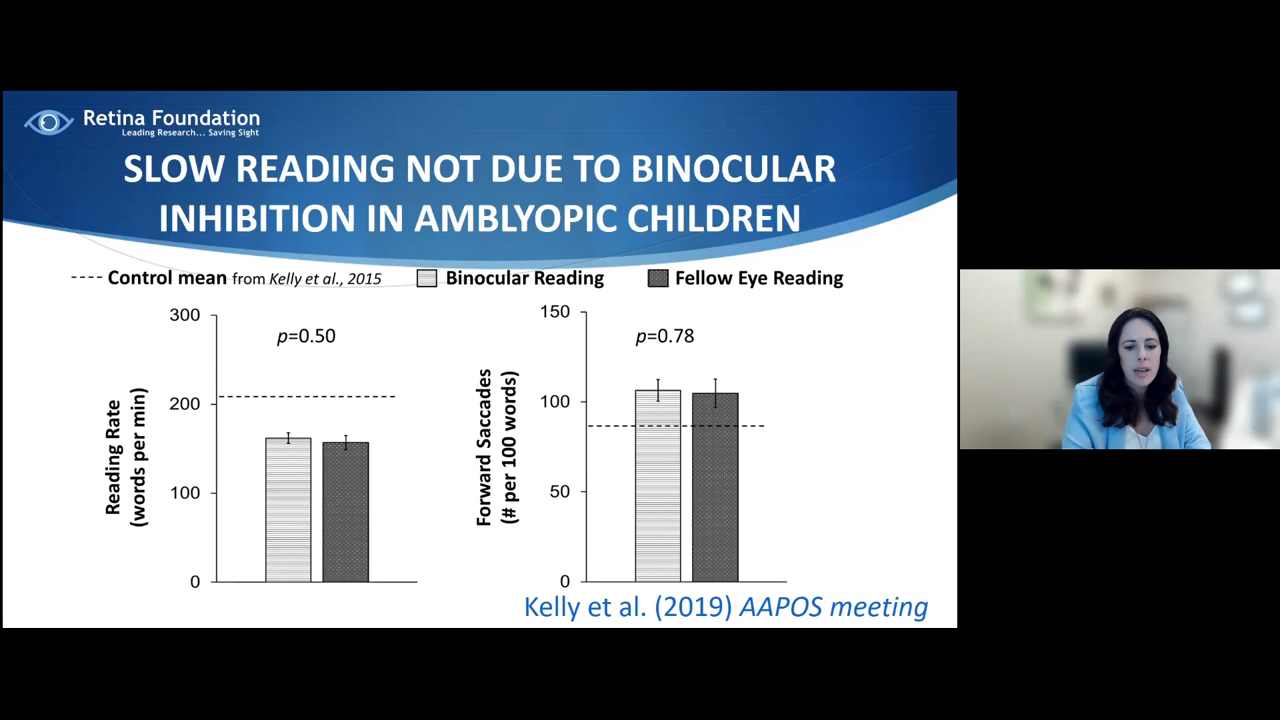 Retina Foundation
Leading Research... Saving Sight
SLOW READING NOT DUE TO BINOCULAR
INHIBITION IN AMBLYOPIC CHILDREN
Control mean from Kelly et al., 2015
Binocular Reading
Fellow Eye Reading
Reading Rate
(words per min)
300
200
100
0
p=0.50
Forward Saccades
(# per 100 words)
150
100
50
0
p=0.78
Kelly et al. (2019) AAPOS meeting